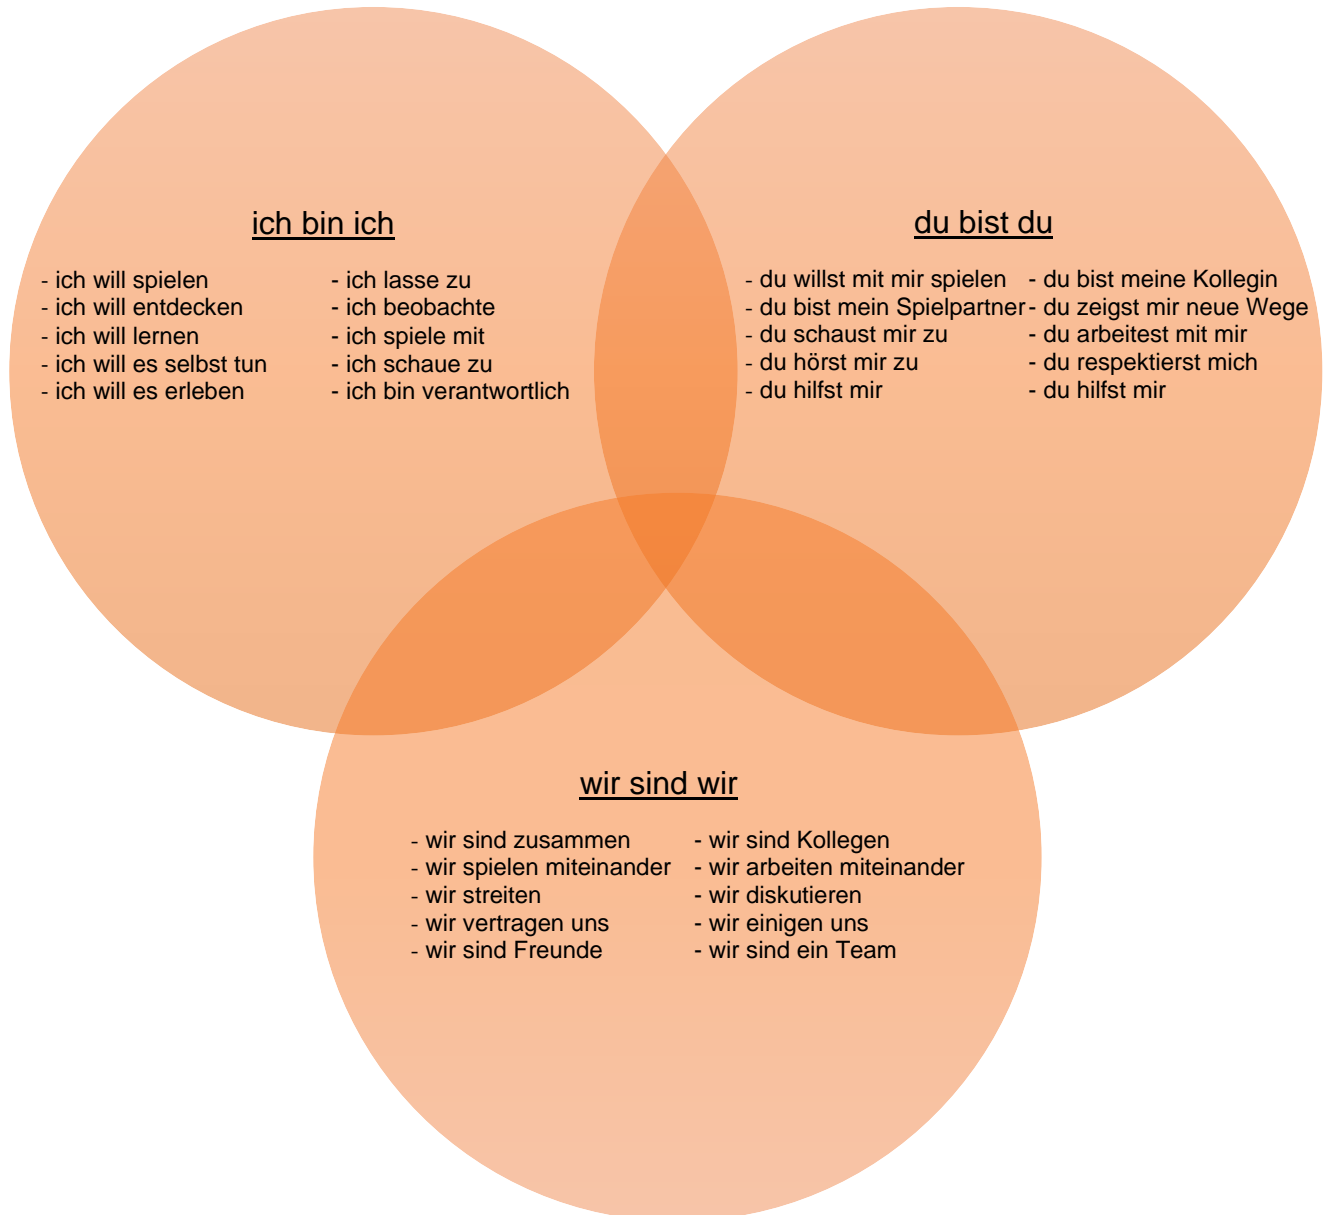 ich bin ich
- ich will spielen
- ich will entdecken
- ich will lernen
- ich will es selbst tun
- ich will es erleben
- ich lasse zu
- ich beobachte
- ich spiele mit
- ich schaue zu
- ich bin verantwortlich
du bist du
- du willst mit mir spielen
- du bist mein Spielpartner
- du schaust mir zu
- du hörst mir zu
- du hilfst mir
- du bist meine Kollegin
- du zeigst mir neue Wege
- du arbeitest mit mir
- du respektierst mich
- du hilfst mir
wir sind wir
- wir sind zusammen
- wir spielen miteinander
- wir streiten
- wir vertragen uns
- wir sind Freunde
- wir sind Kollegen
- wir arbeiten miteinander
- wir diskutieren
- wir einigen uns
- wir sind ein Team